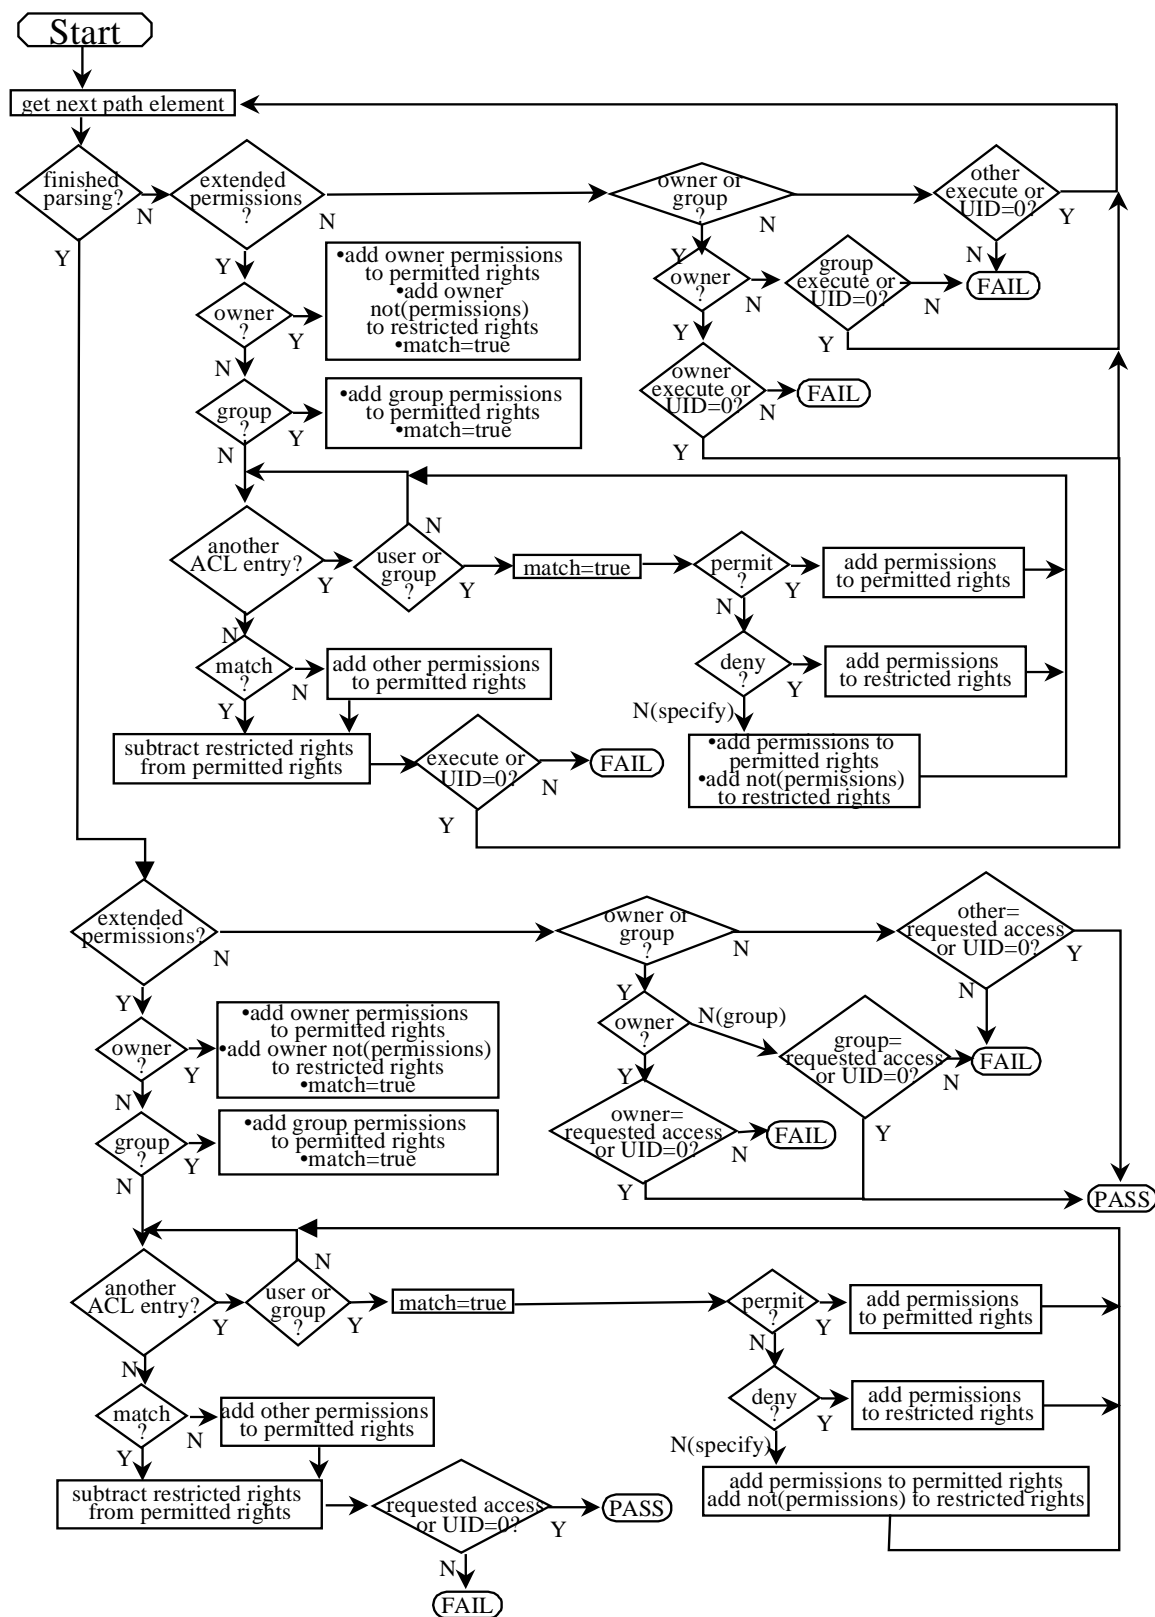 Start
get next path element
finished
parsing?
N
Y
extended
permissions
?
N
Y
owner or
group
?
N
Y
other
execute or
UID=0?
Y
N
FAIL
owner
?
N
Y
group
execute or
UID=0?
N
Y
owner
execute or
UID=0?
N
Y
FAIL
owner
?
Y
N
•add owner permissions
to permitted rights
•add owner
not(permissions)
to restricted rights
•match=true
group
?
Y
N
•add group permissions
to permitted rights
•match=true
another
ACL entry?
Y
N
user or
group
?
N
Y
match=true
permit
?
Y
N
add permissions
to permitted rights
deny
?
Y
N(specify)
add permissions
to restricted rights
•add permissions to
permitted rights
•add not(permissions)
to restricted rights
match
?
N
Y
add other permissions
to permitted rights
subtract restricted rights
from permitted rights
execute or
UID=0?
N
Y
FAIL
extended
permissions?
N
Y
owner or
group
?
N
Y
other=
requested access
or UID=0?
Y
N
FAIL
owner
?
N(group)
Y
group=
requested access
or UID=0?
N
Y
owner=
requested access
or UID=0?
N
Y
FAIL
PASS
owner
?
Y
N
•add owner permissions
to permitted rights
•add owner not(permissions)
to restricted rights
•match=true
group
?
Y
N
•add group permissions
to permitted rights
•match=true
another
ACL entry?
Y
N
user or
group
?
N
Y
match=true
permit
?
Y
N
add permissions
to permitted rights
deny
?
Y
N(specify)
add permissions
to restricted rights
add permissions to permitted rights
add not(permissions) to restricted rights
match
?
N
Y
add other permissions
to permitted rights
subtract restricted rights
from permitted rights
requested access
or UID=0?
Y
N
PASS
FAIL